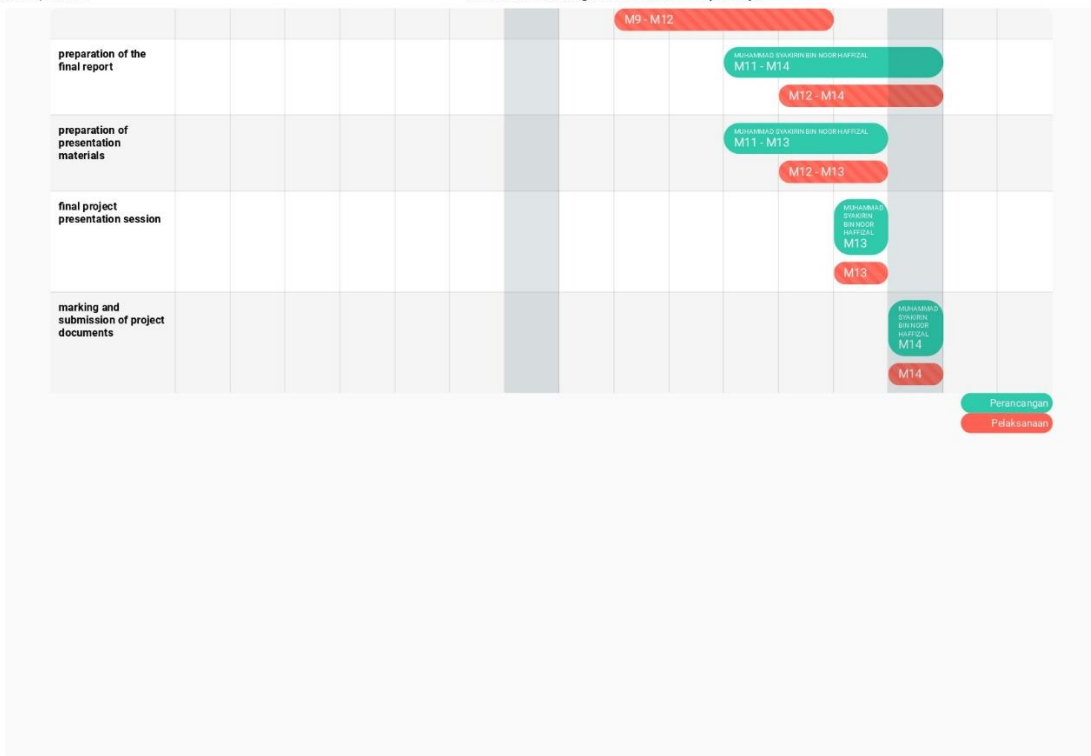 M9 - M12
preparation of the
final report
MUHAMMAD SYAKIRIN BIN NOOR HAFFIZAL
M11 - M14
M12 - M14
preparation of
presentation
materials
MUHAMMAD SYAKIRIN BIN NOOR HAFFIZAL
M11 - M13
M12 - M13
final project
presentation session
MUHAMMAD
SYAKIRIN
BIN NOOR
HAFFIZAL
M13
M13
marking and
submission of project
documents
MUHAMMAD
SYAKIRIN
BIN NOOR
HAFFIZAL
M14
M14
Perancangan
Pelaksanaan